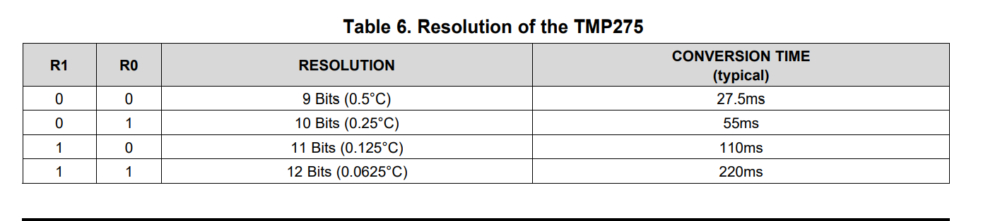 Table 6. Resolution of the TMP275
R1 R0 RESOLUTION CONVERSION TIME (typical)
0 0 9 Bits (0.5°C) 27.5ms
0 1 10 Bits (0.25°C) 55ms
1 0 11 Bits (0.125°C) 110ms
1 1 12 Bits (0.0625°C) 220ms